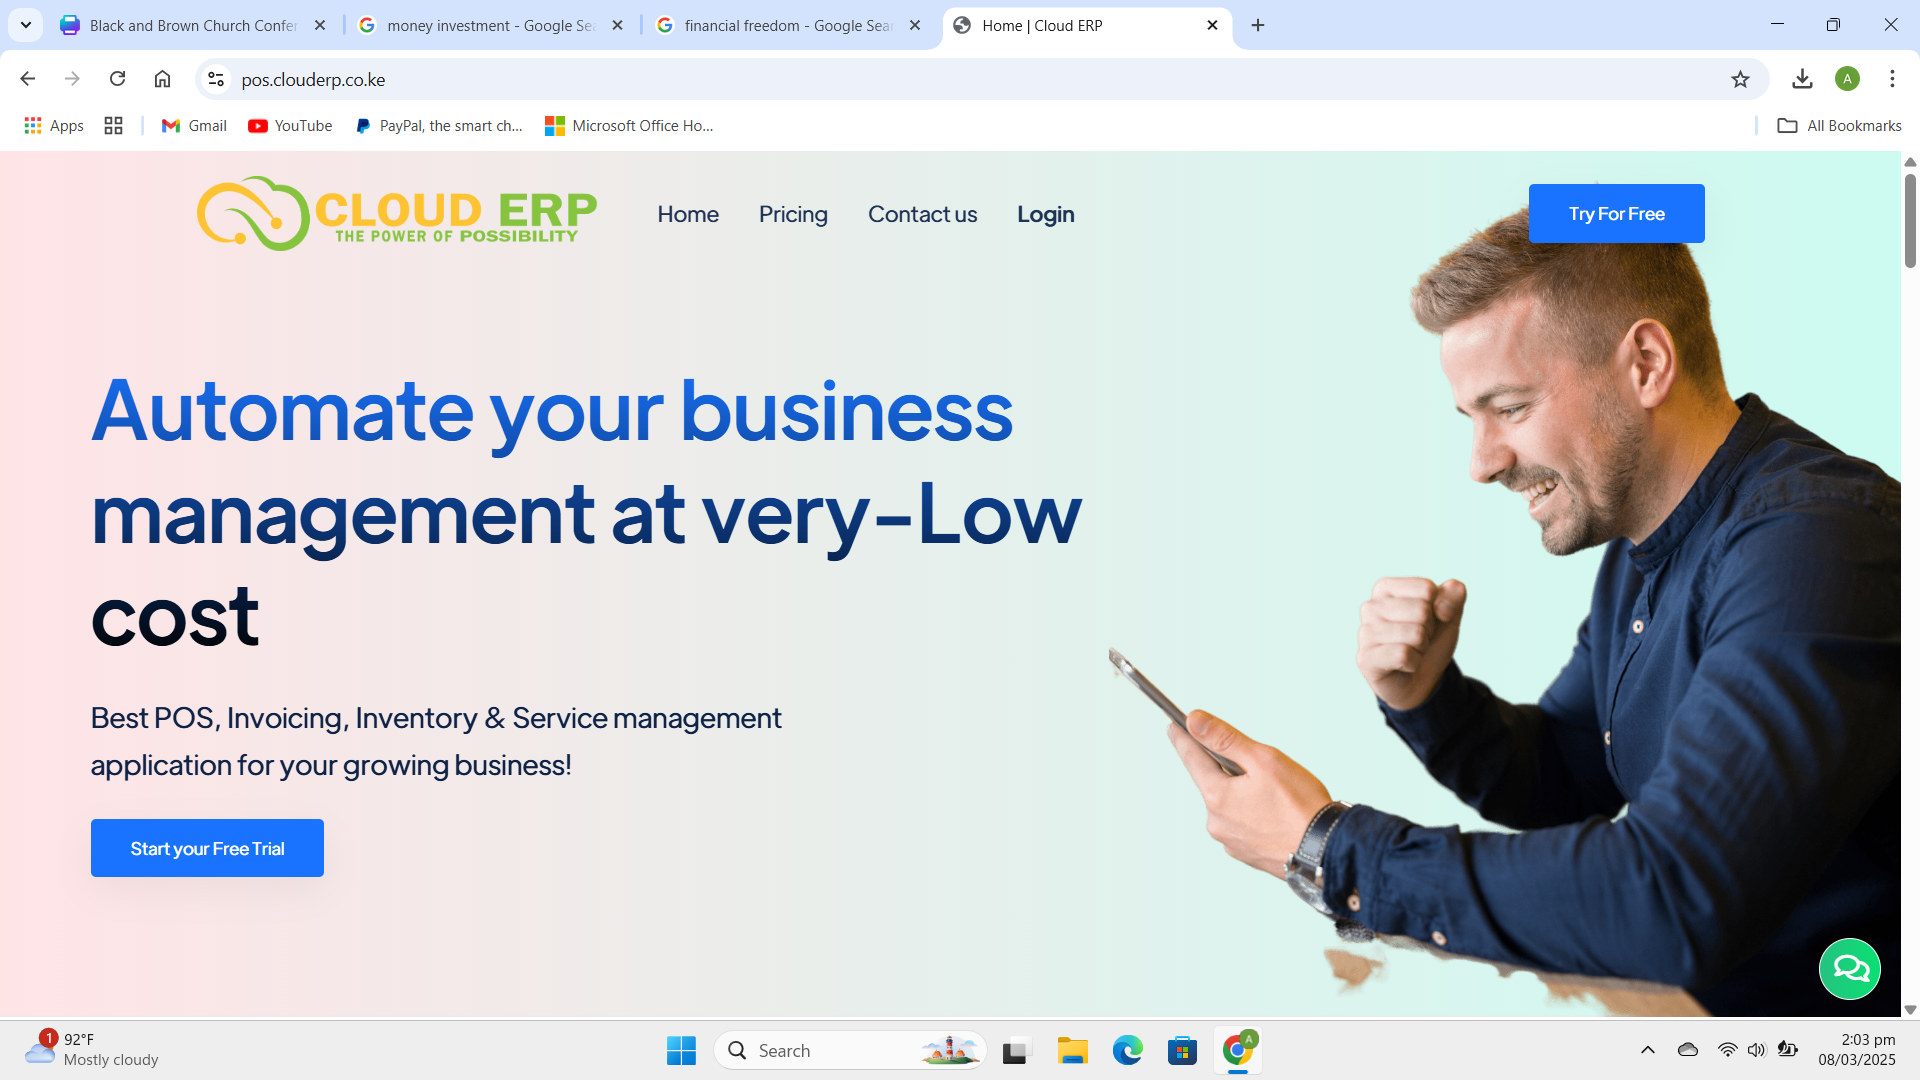 Black and Brown Church Confer
money investment - Google Sea
financial freedom - Google Sear
Home | Cloud ERP
pos.clouderp.co.ke
A
Apps
Gmail
YouTube
PayPal, the smart ch...
Microsoft Office Ho...
All Bookmarks
CLOUD ERP
THE POWER OF POSSIBILITY
Home
Pricing
Contact us
Login
Try For Free
Automate your business
management at very-Low
cost
Best POS, Invoicing, Inventory & Service management
application for your growing business!
Start your Free Trial
1
92°F
Mostly cloudy
Search
A
2:03 pm
08/03/2025